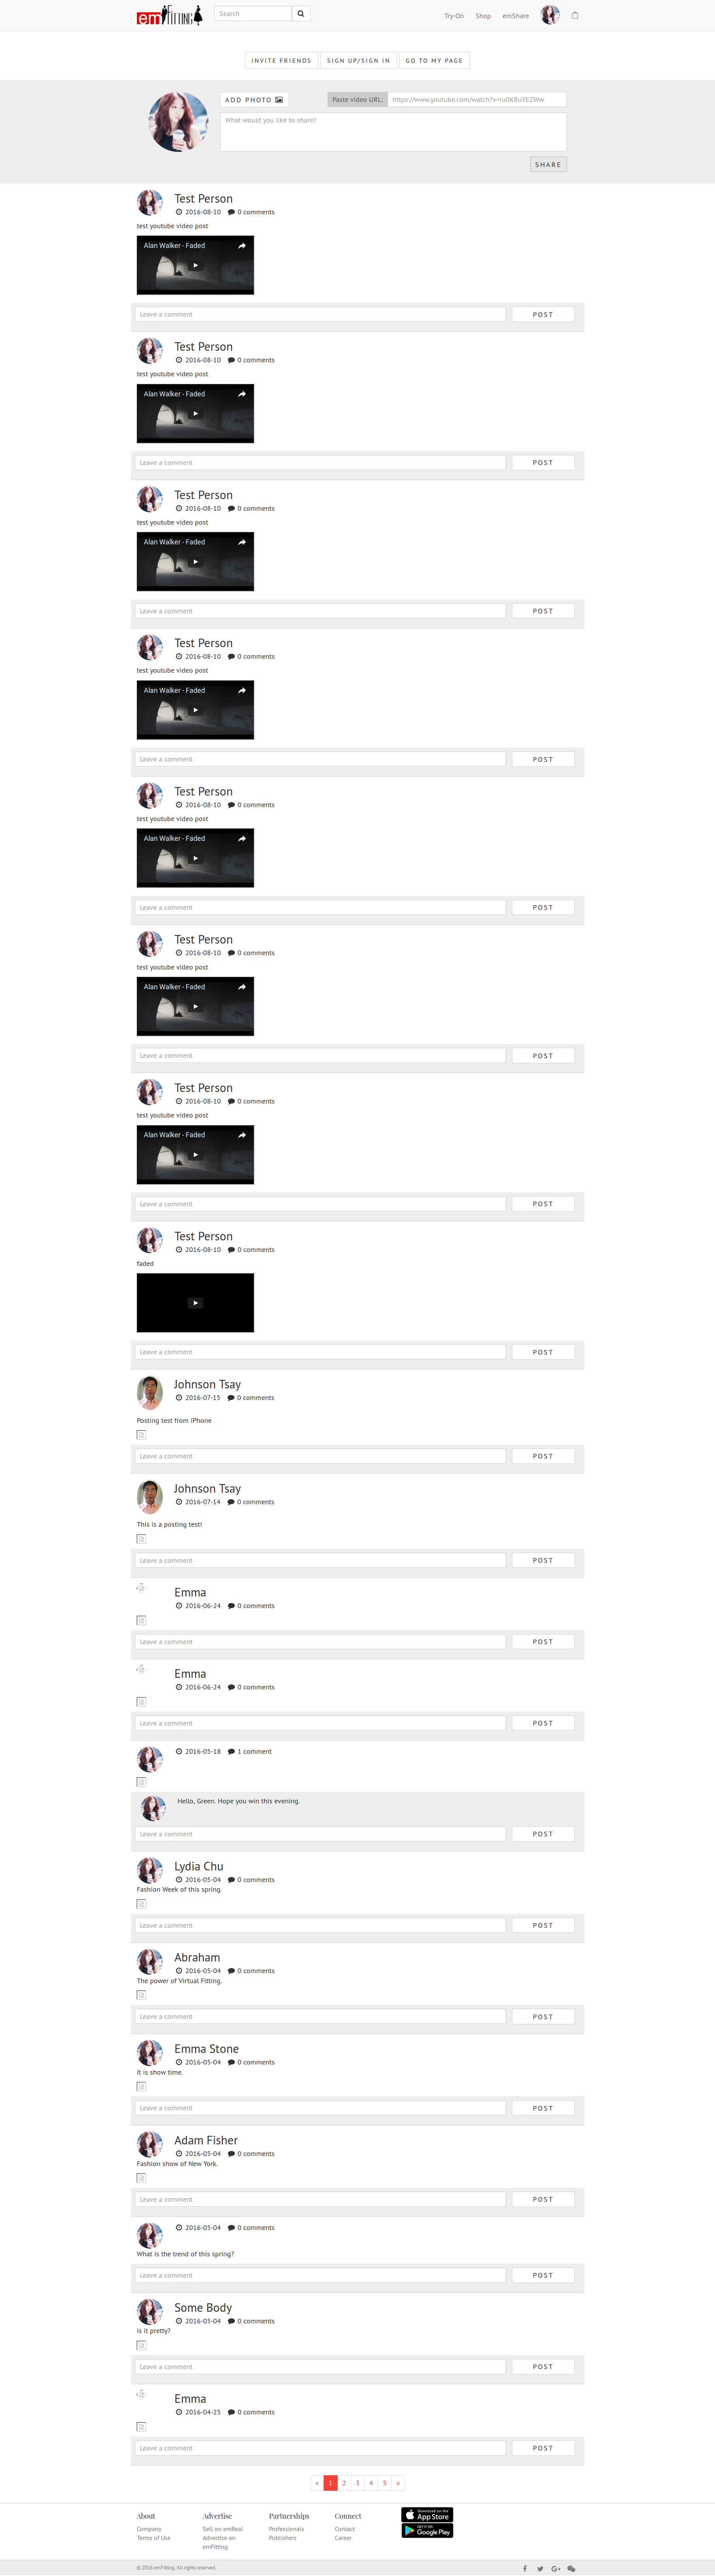 emFITTING
Search
Try-On Shop emShare
INVITE FRIENDS SIGN UP/SIGN IN GO TO MY PAGE
ADD PHOTO Paste video URL: https://www.youtube.com/watch?v=ru0K8uYEZWw
What would you like to share?
SHARE
Test Person
2016-08-10 0 comments
test youtube video post
Alan Walker - Faded
Leave a comment POST
Test Person
2016-08-10 0 comments
test youtube video post
Alan Walker - Faded
Leave a comment POST
Test Person
2016-08-10 0 comments
test youtube video post
Alan Walker - Faded
Leave a comment POST
Test Person
2016-08-10 0 comments
test youtube video post
Alan Walker - Faded
Leave a comment POST
Test Person
2016-08-10 0 comments
test youtube video post
Alan Walker - Faded
Leave a comment POST
Test Person
2016-08-10 0 comments
test youtube video post
Alan Walker - Faded
Leave a comment POST
Test Person
2016-08-10 0 comments
test youtube video post
Alan Walker - Faded
Leave a comment POST
Test Person
2016-08-10 0 comments
faded
Leave a comment POST
Johnson Tsay
2016-07-15 0 comments
Posting test from iPhone
Leave a comment POST
Johnson Tsay
2016-07-14 0 comments
This is a posting test!
Leave a comment POST
Emma
2016-06-24 0 comments
Leave a comment POST
Emma
2016-06-24 0 comments
Leave a comment POST
2016-05-18 1 comment
Hello, Green. Hope you win this evening.
Leave a comment POST
Lydia Chu
2016-05-04 0 comments
Fashion Week of this spring.
Leave a comment POST
Abraham
2016-05-04 0 comments
The power of Virtual Fitting.
Leave a comment POST
Emma Stone
2016-05-04 0 comments
It is show time.
Leave a comment POST
Adam Fisher
2016-05-04 0 comments
Fashion show of New York.
Leave a comment POST
2016-05-04 0 comments
What is the trend of this spring?
Leave a comment POST
Some Body
2016-05-04 0 comments
is it pretty?
Leave a comment POST
Emma
2016-04-25 0 comments
Leave a comment POST
« 1 2 3 4 5 »
About Advertise Partnerships Connect
Company Sell on emReal Professionals Contact
Terms of Use Advertise on Publishers Career
emFitting
Download on the
App Store
GET IT ON
Google Play
© 2016 emFitting, All rights reserved.